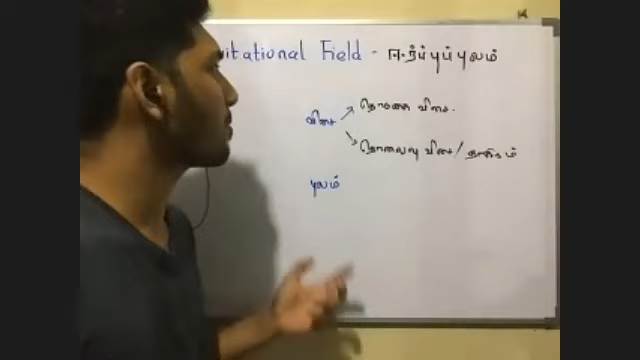 itational Field - ஈர்ப்புப் புலம்
தொடுகை விசை.
விசை
தொலைவு விசை / தாக்கம்
புலம்